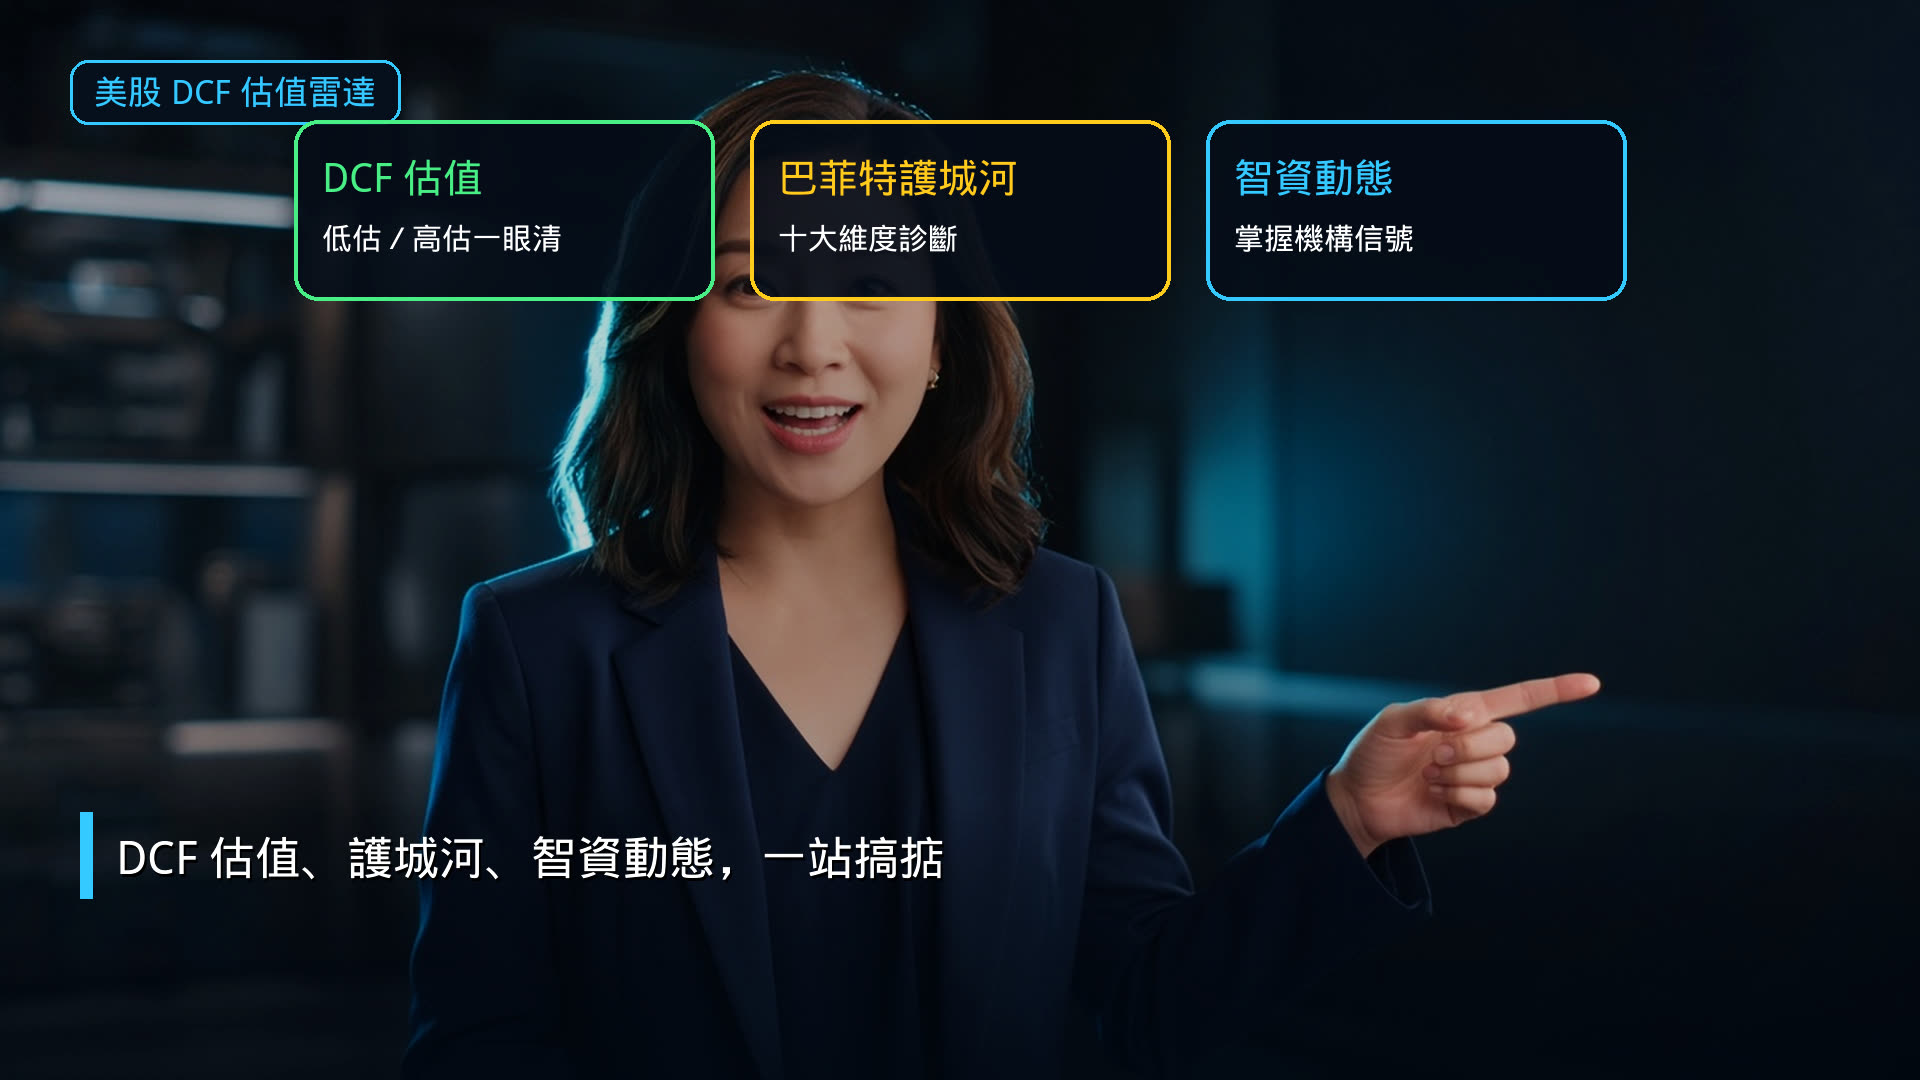 美股 DCF 估值雷達
DCF 估值
低估 / 高估一眼清
巴菲特護城河
十大維度診斷
智資動態
掌握機構信號
DCF 估值、護城河、智資動態，一站搞掂